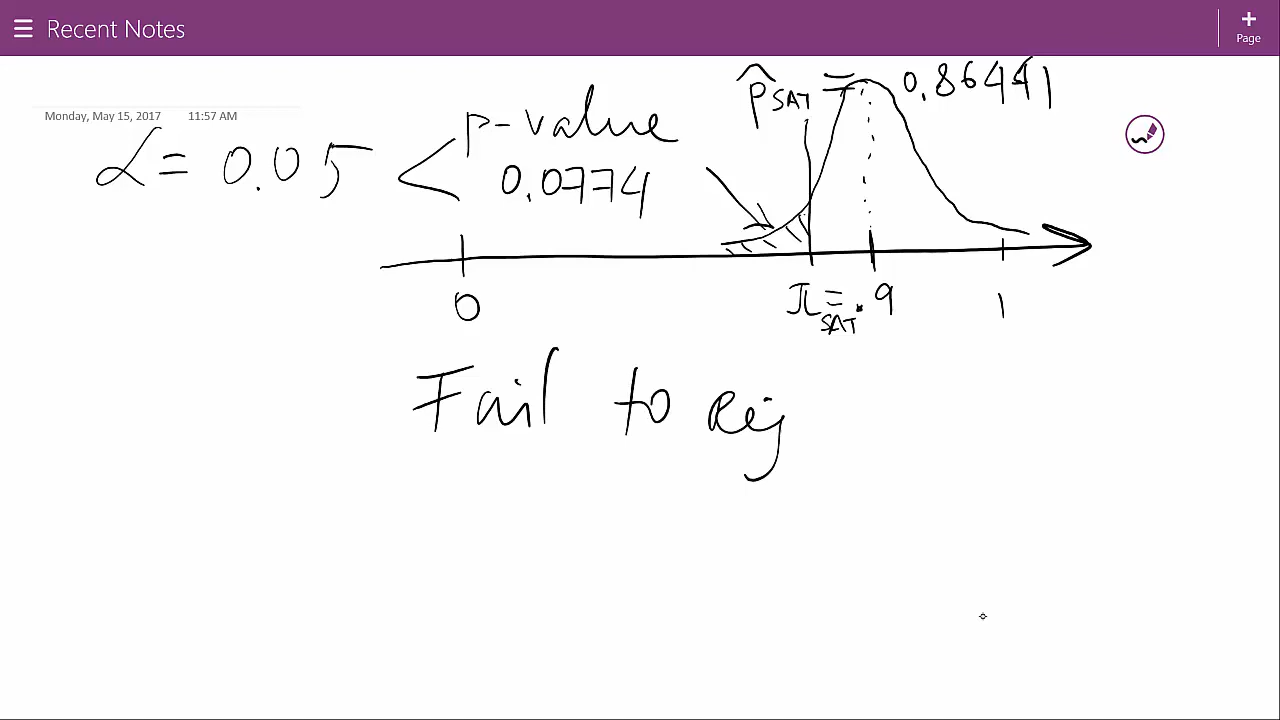 Recent Notes
+
Page
Monday, May 15, 2017 11:57 AM
p̂SAT = 0.86441
α = 0.05 < p-value
0.0774
0 πSAT = .9 1
Fail to Rej